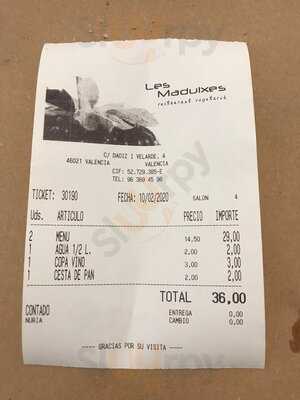 Les
Maduixes
restaurant vegetarià
C/ DAOIZ I VELARDE, 4
46021 VALENCIA VALENCIA
CIF: 52.729.385-E
TEL: 96 369 45 96
TICKET: 30190 FECHA: 10/02/2020 SALON 4
Uds. ARTICULO PRECIO IMPORTE
2 MENU 14,50 29,00
1 AGUA 1/2 L. 2,00 2,00
1 COPA VINO 3,00 3,00
1 CESTA DE PAN 2,00 2,00
TOTAL 36,00
CONTADO ENTREGA 0,00
NURIA CAMBIO 0,00
---- GRACIAS POR SU VISITA ----